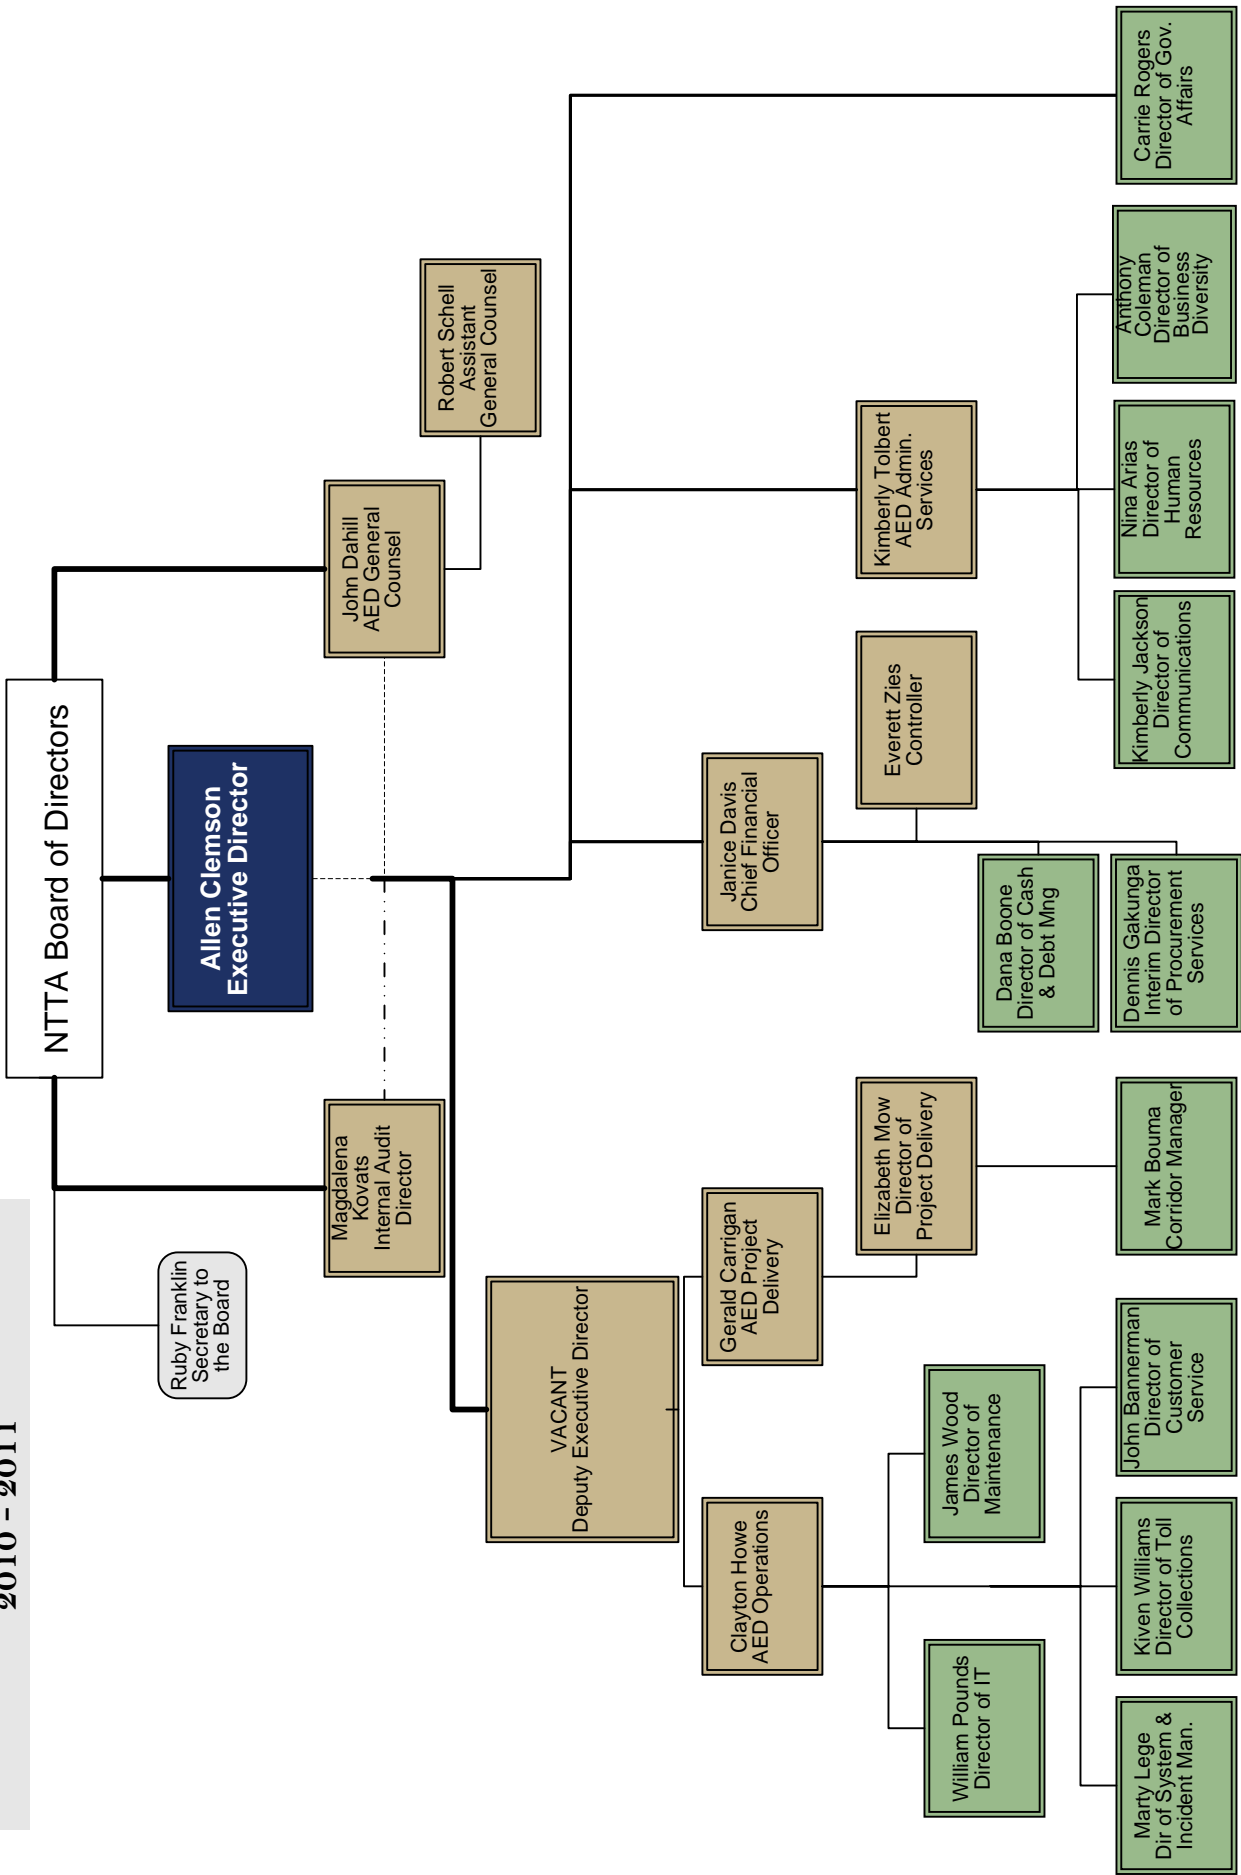 2010 – 2011
NTTA Board of Directors
Ruby Franklin
Secretary to
the Board
Allen Clemson
Executive Director
Magdalena
Kovats
Internal Audit
Director
John Dahill
AED General
Counsel
Robert Schell
Assistant
General Counsel
VACANT
Deputy Executive Director
Clayton Howe
AED Operations
Gerald Carrigan
AED Project
Delivery
Janice Davis
Chief Financial
Officer
Elizabeth Mow
Director of
Project Delivery
Everett Zies
Controller
Kimberly Tolbert
AED Admin.
Services
William Pounds
Director of IT
James Wood
Director of
Maintenance
Dana Boone
Director of Cash
& Debt Mng
Marty Lege
Dir of System &
Incident Man.
Kiven Williams
Director of Toll
Collections
John Bannerman
Director of
Customer
Service
Mark Bouma
Corridor Manager
Dennis Gakunga
Interim Director
of Procurement
Services
Kimberly Jackson
Director of
Communications
Nina Arias
Director of
Human
Resources
Anthony
Coleman
Director of
Business
Diversity
Carrie Rogers
Director of Gov.
Affairs